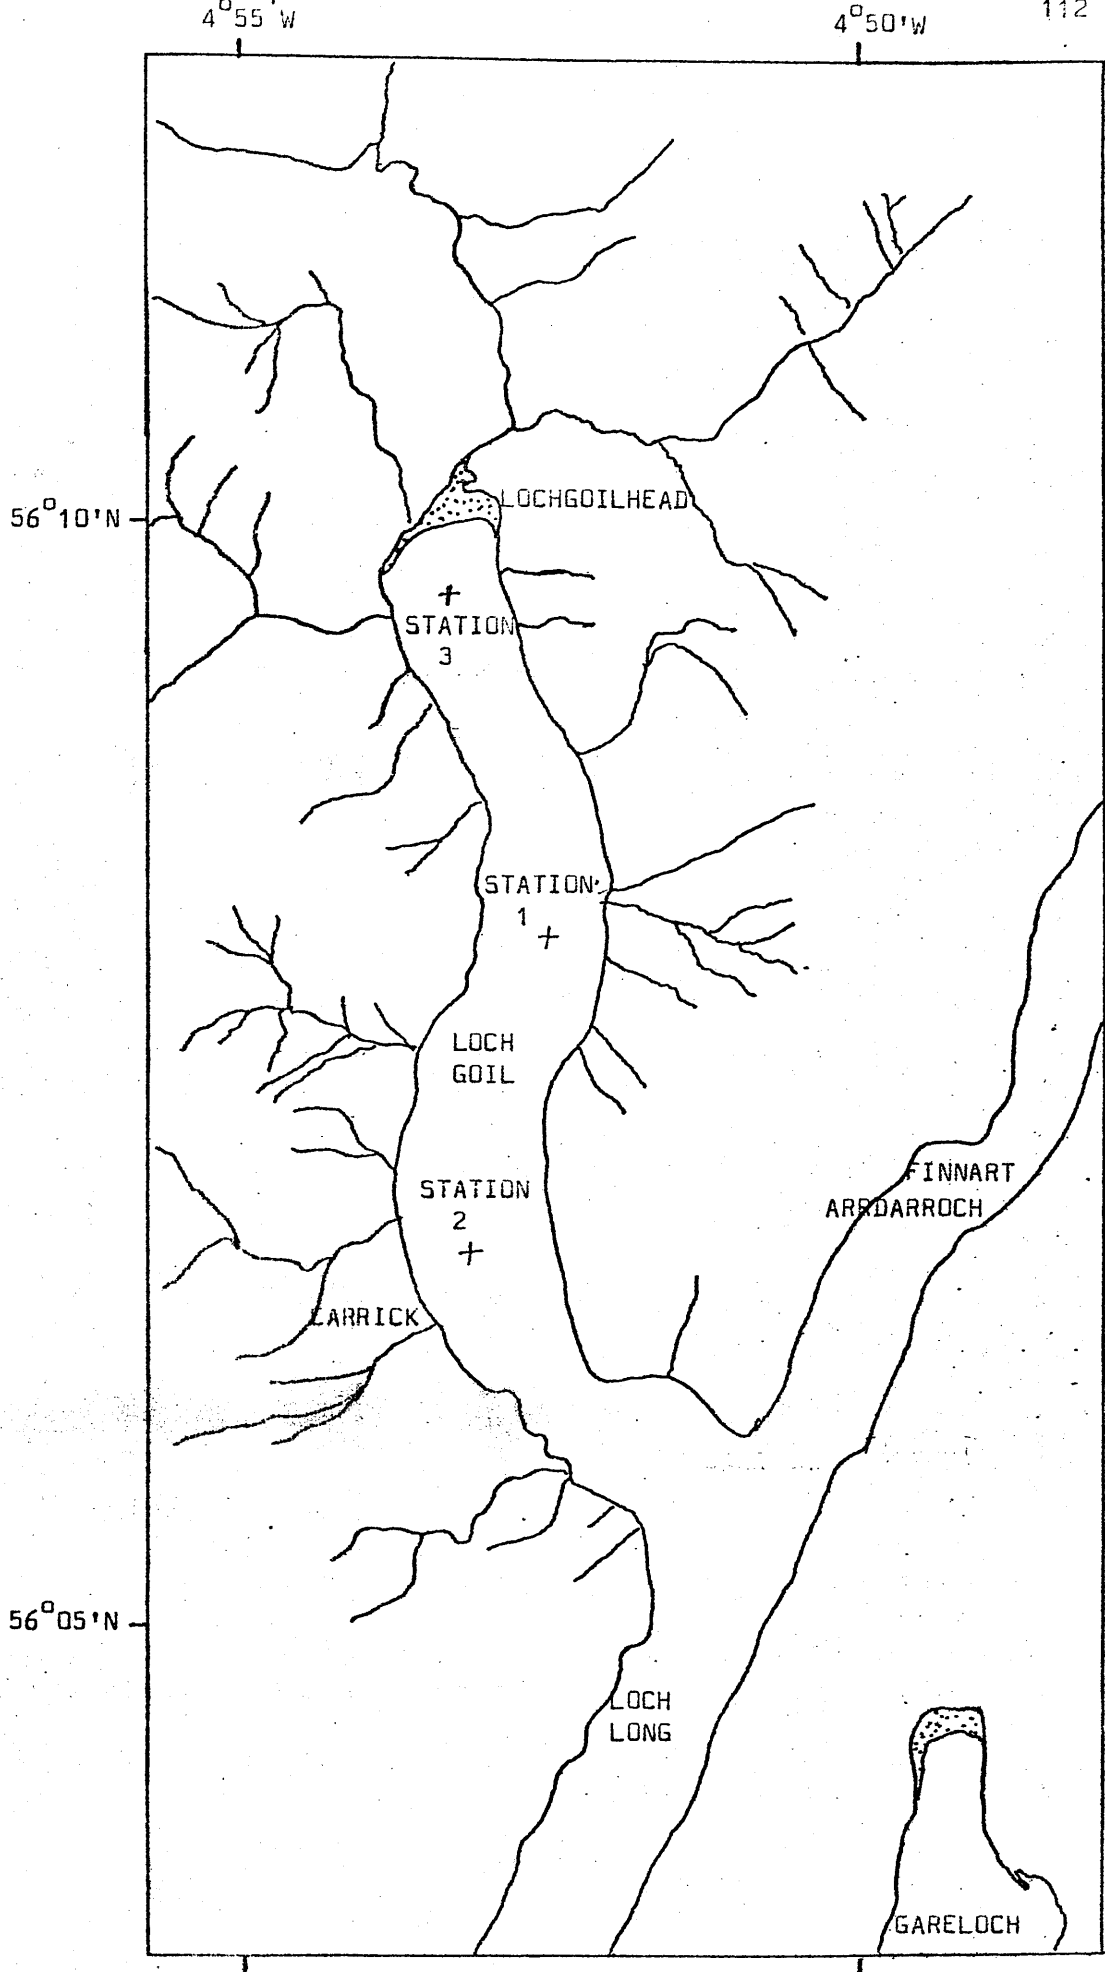 4°55'W
4°50'W
112
56°10'N
LOCHGOILHEAD
STATION
3
STATION
1
LOCH
GOIL
FINNART
STATION
ARRDARROCH
2
CARRICK
56°05'N
LOCH
LONG
GARELOCH